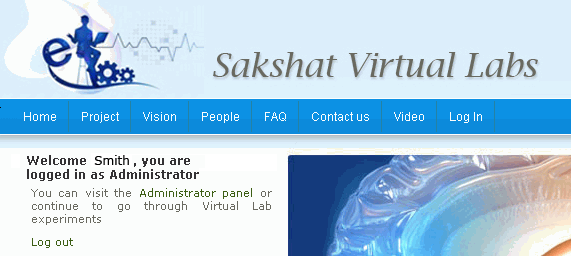 Sakshat Virtual Labs
Home Project Vision People FAQ Contact us Video Log In
Welcome Smith , you are
logged in as Administrator
You can visit the Administrator panel or
continue to go through Virtual Lab
experiments
Log out